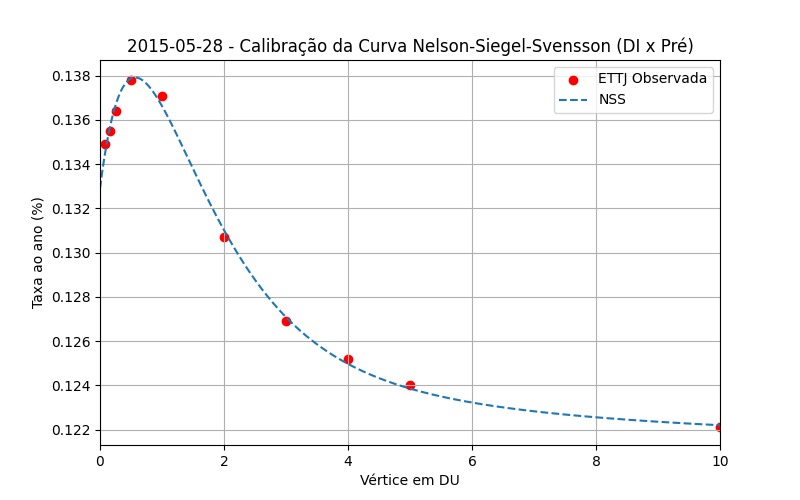 2015-05-28 - Calibração da Curva Nelson-Siegel-Svensson (DI x Pré)
ETTJ Observada
NSS
Taxa ao ano (%)
0.138
0.136
0.134
0.132
0.130
0.128
0.126
0.124
0.122
0 2 4 6 8 10
Vértice em DU